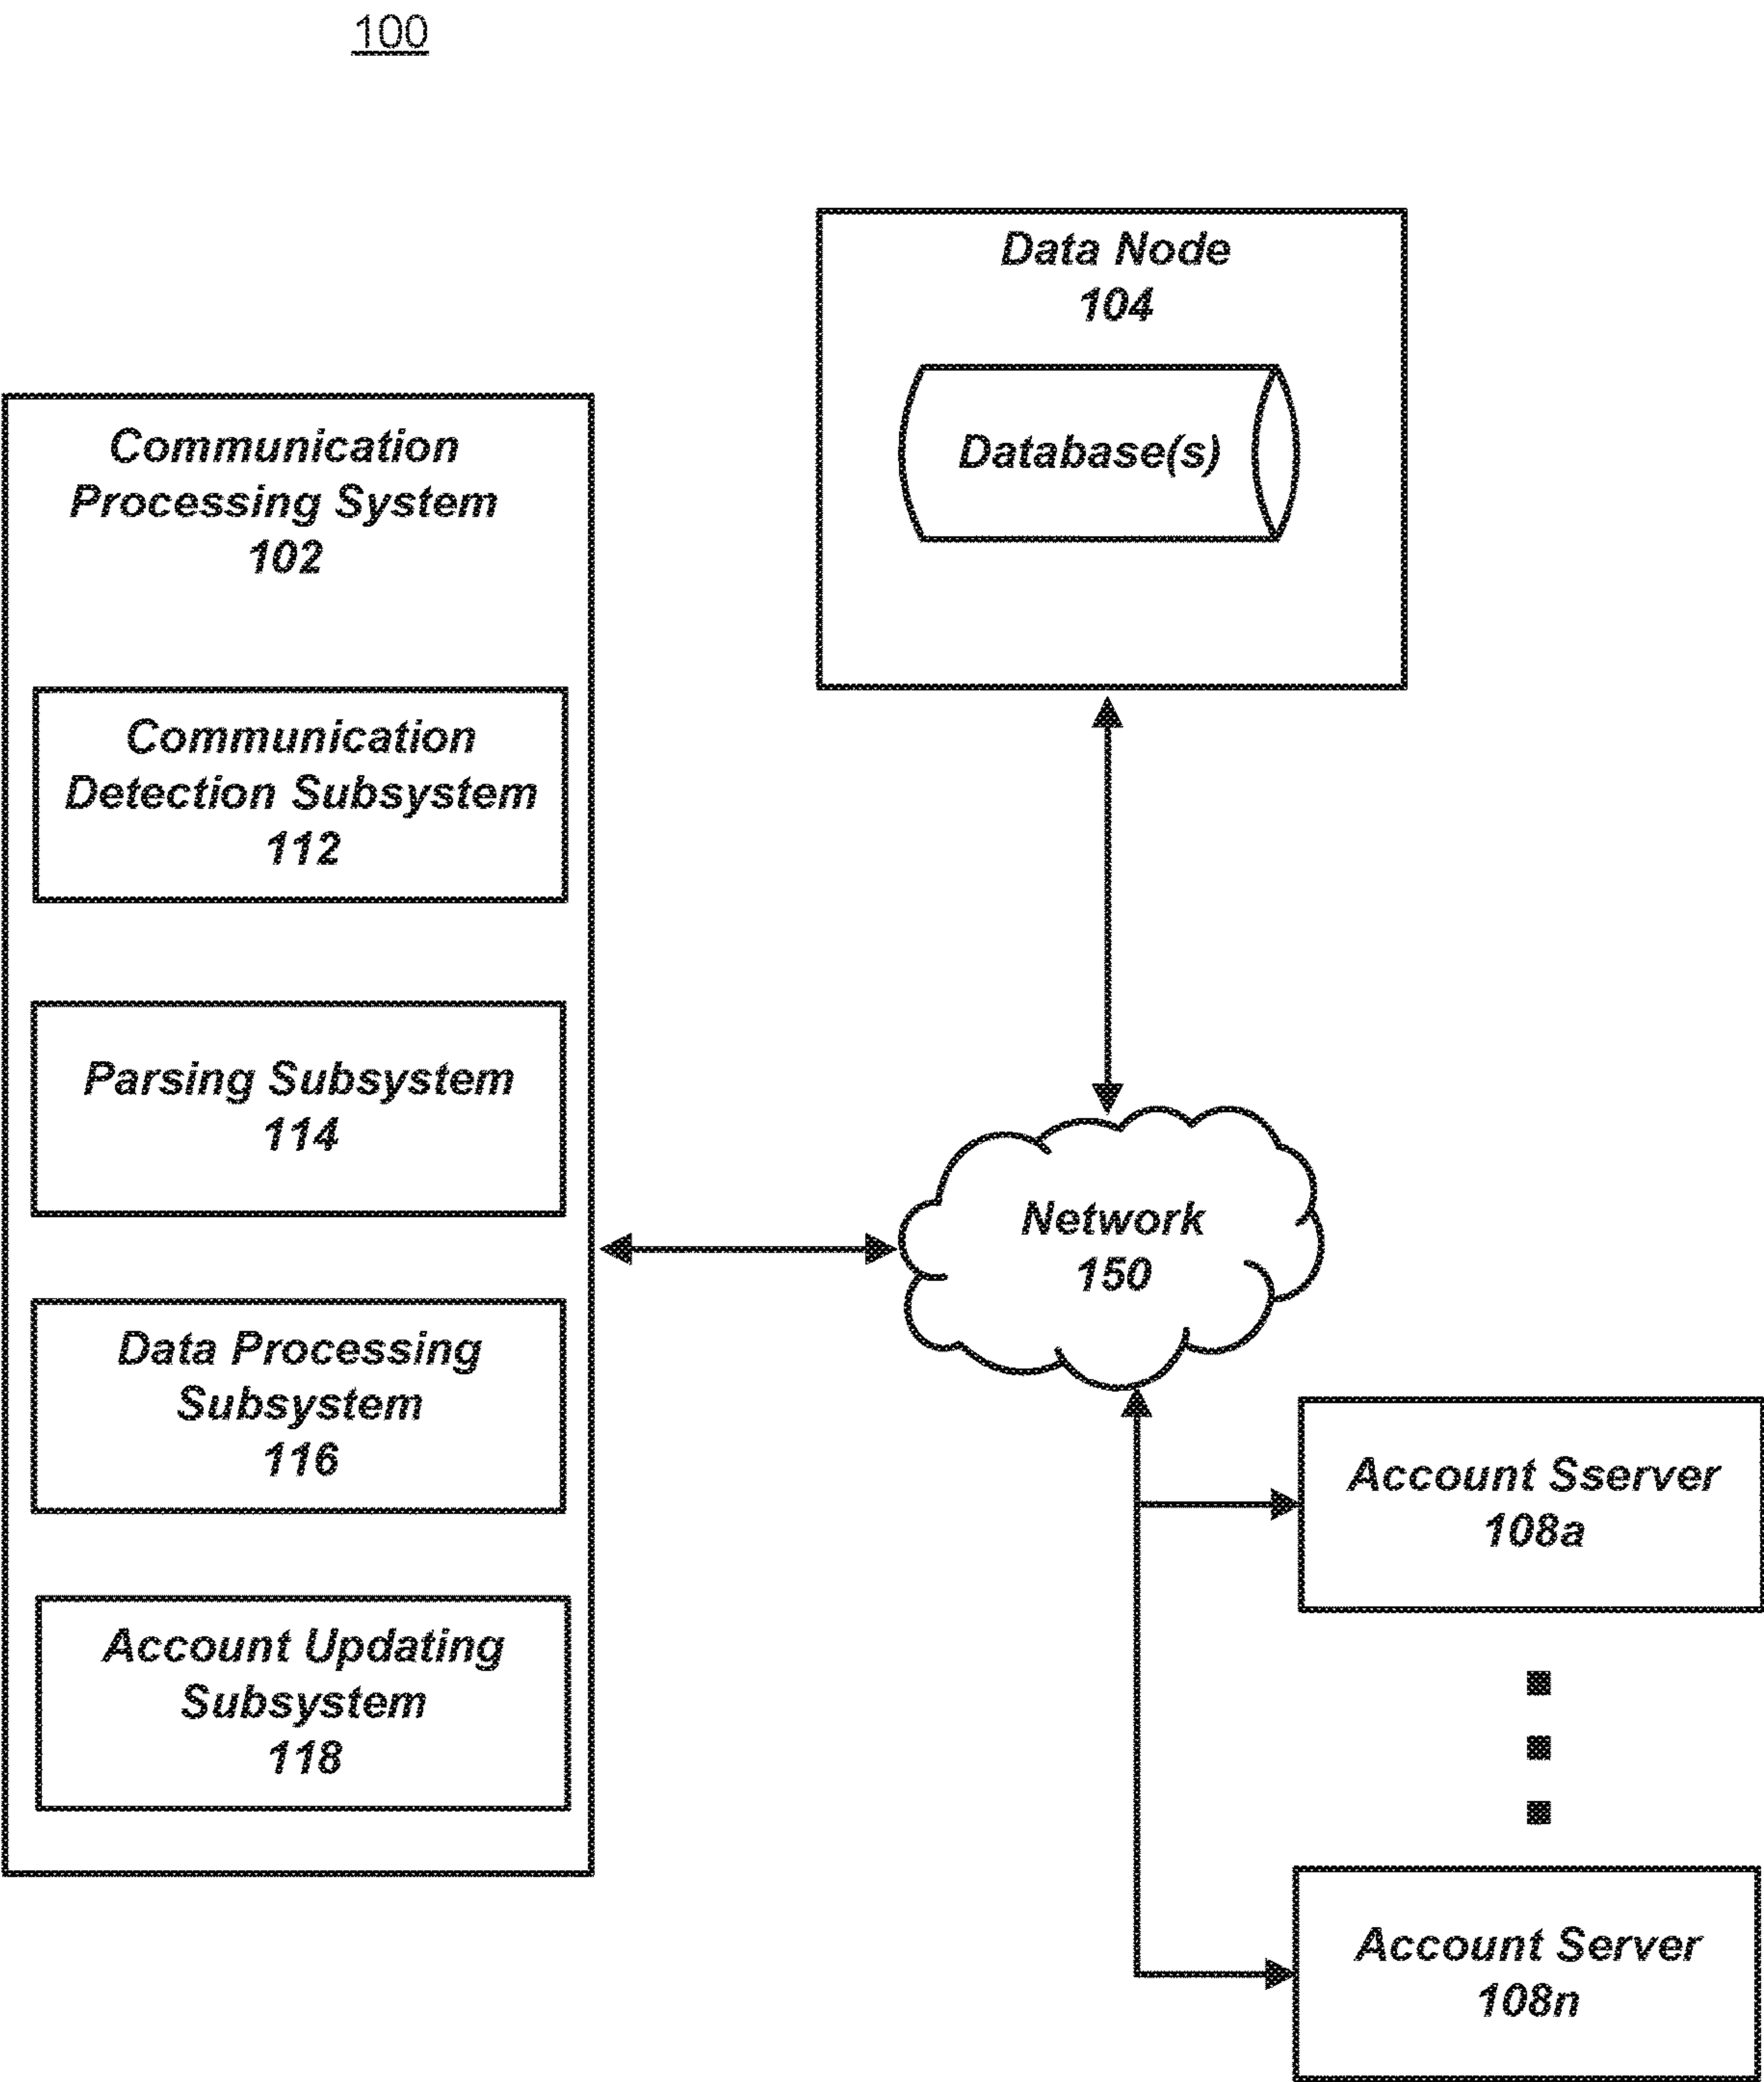 100
Data Node
104
Database(s)
Communication
Processing System
102
Communication
Detection Subsystem
112
Parsing Subsystem
114
Data Processing
Subsystem
116
Account Updating
Subsystem
118
Network
150
Account Sserver
108a
Account Server
108n